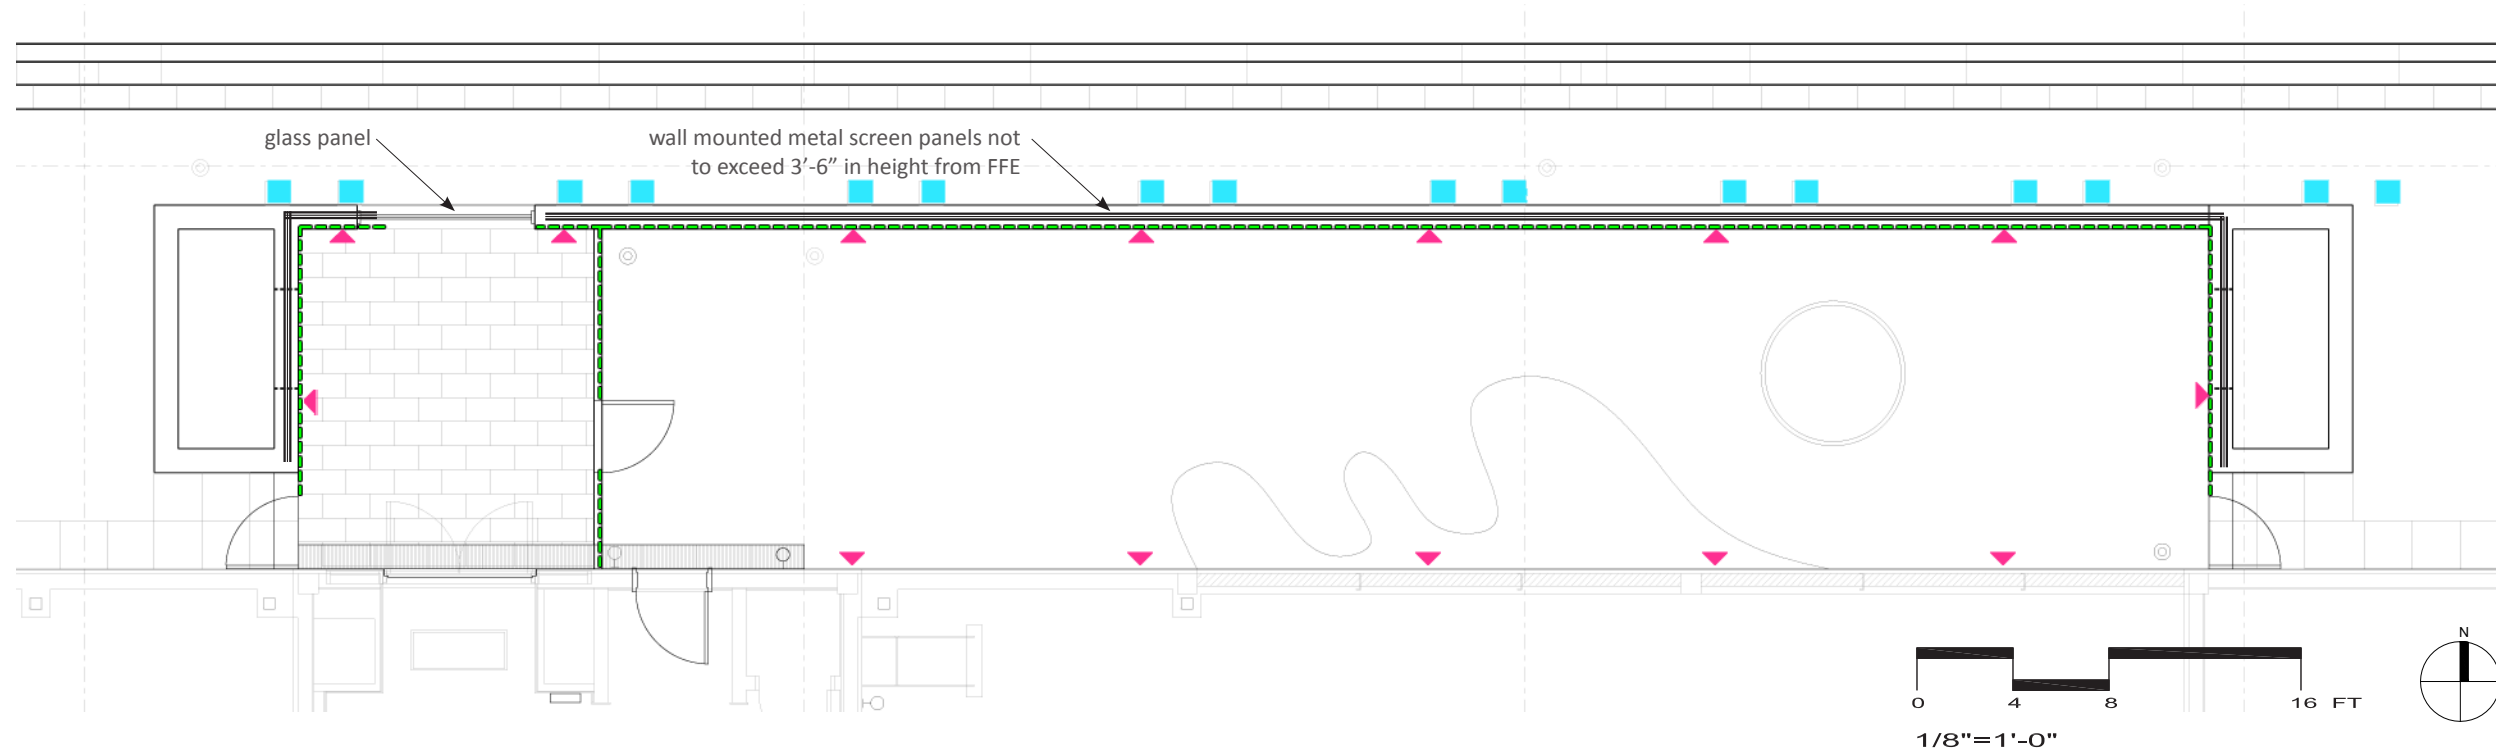 glass panel
wall mounted metal screen panels not
to exceed 3’-6” in height from FFE
N
0 4 8 16 FT
1/8"=1'-0"